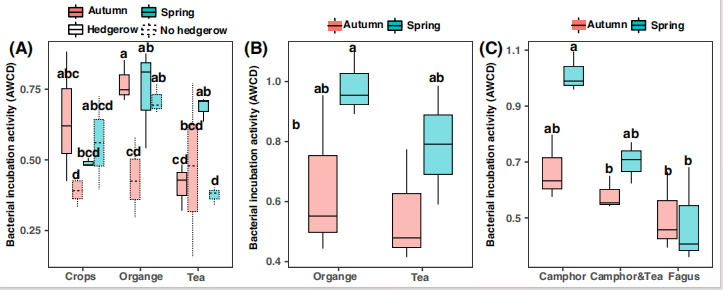 Autumn Spring
Hedgerow No hedgerow
(A)
Bacterial incubation activity (AWCD)
0.75
0.50
0.25
abc
d
bcd
abcd
a
cd
ab
ab
cd
bcd
ab
d
Crops Organge Tea
Autumn Spring
(B)
Bacterial incubation activity (AWCD)
1.0
0.8
0.6
0.4
b
ab
a
ab
Organge Tea
Autumn Spring
(C)
Bacterial incubation activity (AWCD)
1.1
0.9
0.7
0.5
ab
a
b
ab
b
b
Camphor Camphor&Tea Fagus